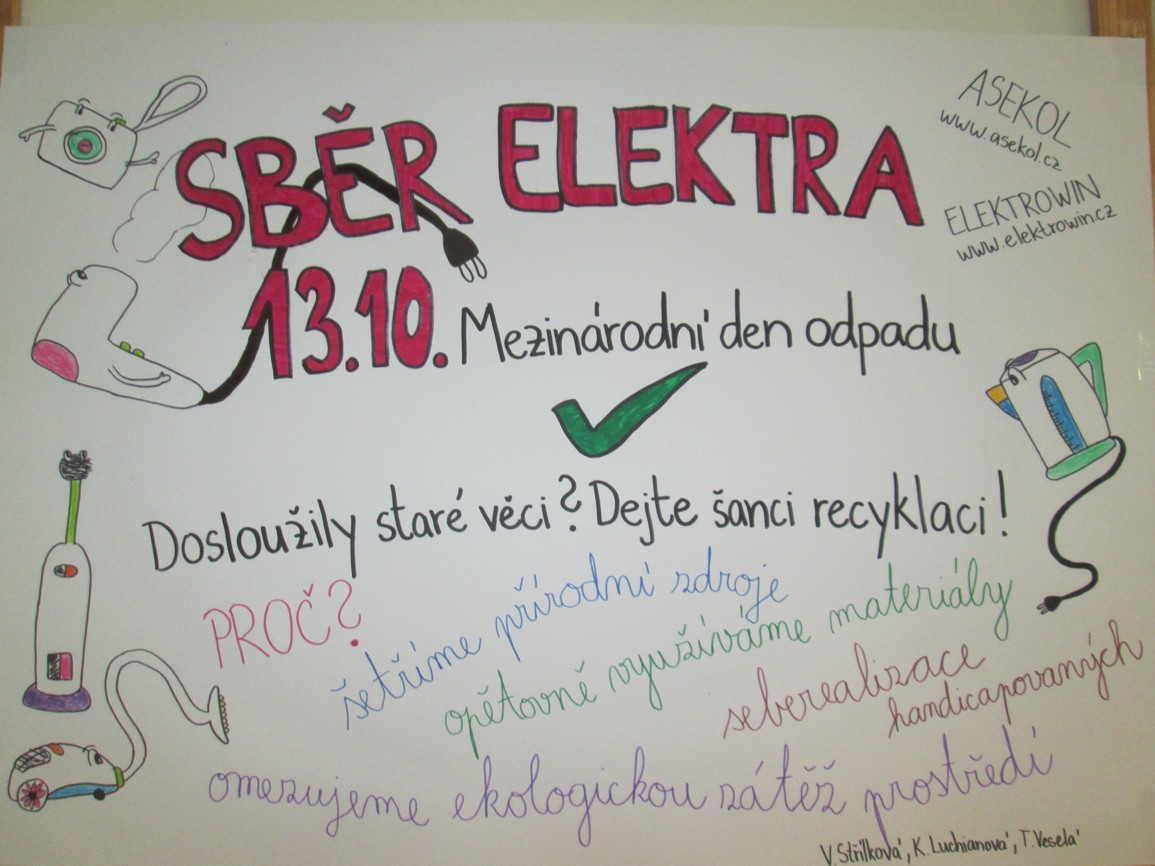 SBĚR ELEKTRA
ASEKOL
www.asekol.cz
ELEKTROWIN
www.elektrowin.cz
13.10. Mezinárodní den odpadu
Dosloužily staré věci? Dejte šanci recyklaci!
PROČ?
šetříme přírodní zdroje
opětovně využíváme materiály
seberealizace
handicapovaných
omezujeme ekologickou zátěž prostředí
V. Střílková, K. Luchianová, T. Veselá